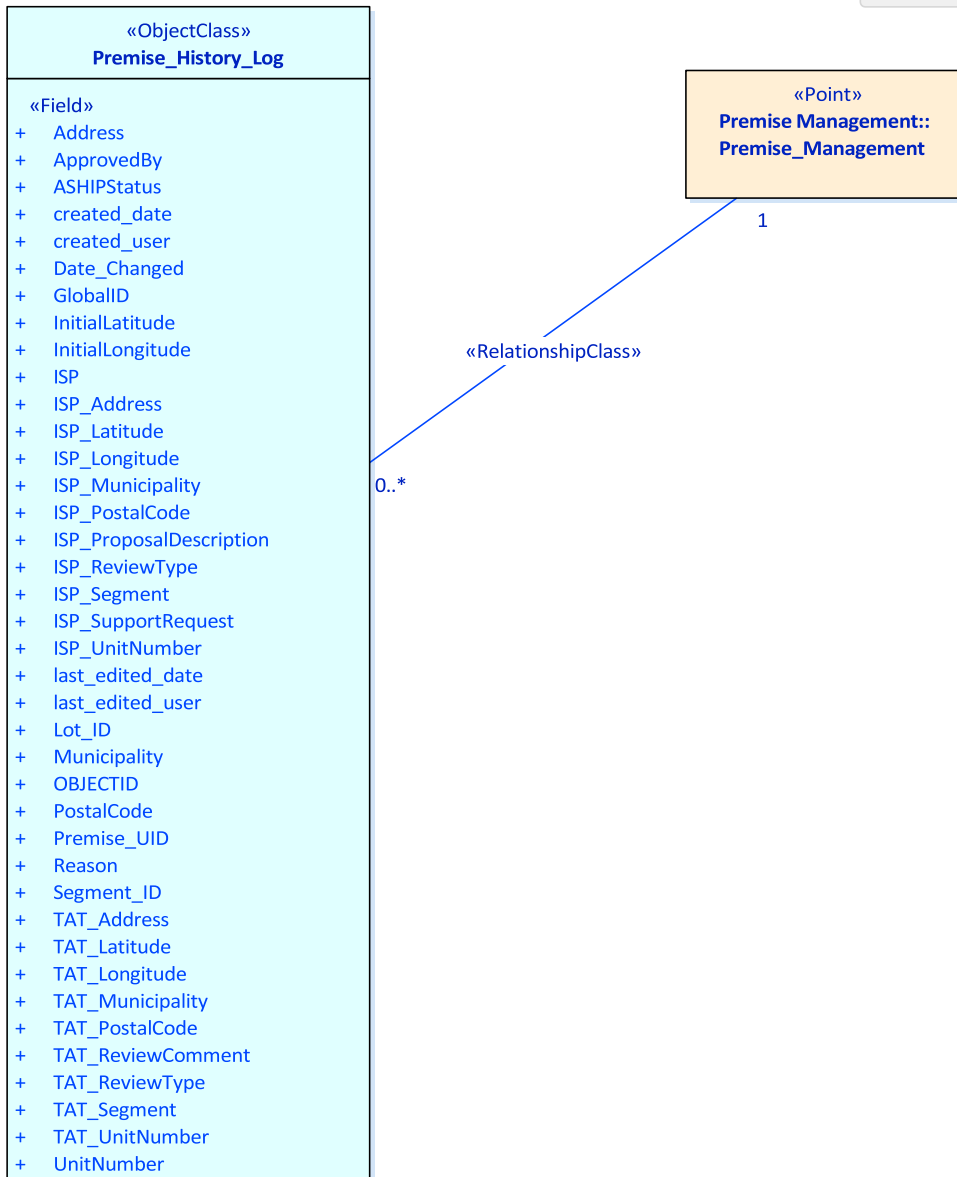 «ObjectClass»
Premise_History_Log
«Field»
+ Address
+ ApprovedBy
+ ASHIPStatus
+ created_date
+ created_user
+ Date_Changed
+ GlobalID
+ InitialLatitude
+ InitialLongitude
+ ISP
+ ISP_Address
+ ISP_Latitude
+ ISP_Longitude
+ ISP_Municipality
+ ISP_PostalCode
+ ISP_ProposalDescription
+ ISP_ReviewType
+ ISP_Segment
+ ISP_SupportRequest
+ ISP_UnitNumber
+ last_edited_date
+ last_edited_user
+ Lot_ID
+ Municipality
+ OBJECTID
+ PostalCode
+ Premise_UID
+ Reason
+ Segment_ID
+ TAT_Address
+ TAT_Latitude
+ TAT_Longitude
+ TAT_Municipality
+ TAT_PostalCode
+ TAT_ReviewComment
+ TAT_ReviewType
+ TAT_Segment
+ TAT_UnitNumber
+ UnitNumber
«Point»
Premise Management::
Premise_Management
1
«RelationshipClass»
0..*